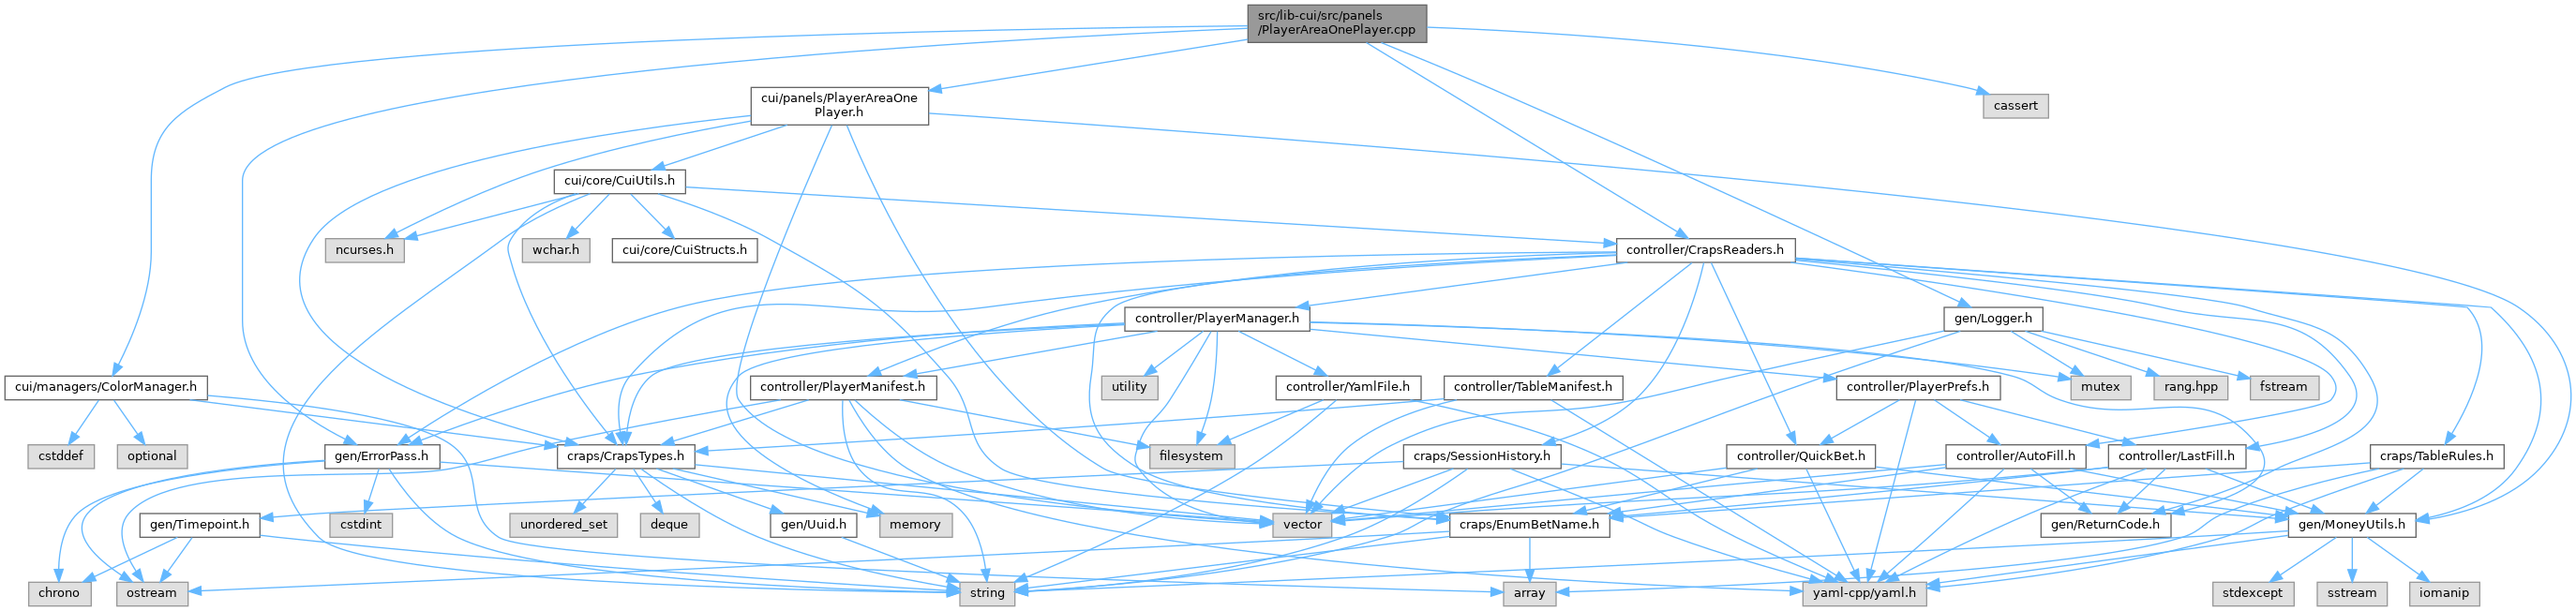 src/lib-cui/src/panels
/PlayerAreaOnePlayer.cpp
cui/panels/PlayerAreaOne
Player.h
cassert
cui/core/CuiUtils.h
ncurses.h
wchar.h
cui/core/CuiStructs.h
controller/CrapsReaders.h
controller/PlayerManager.h
gen/Logger.h
cui/managers/ColorManager.h
controller/PlayerManifest.h
utility
controller/YamlFile.h
controller/TableManifest.h
controller/PlayerPrefs.h
mutex
rang.hpp
fstream
cstddef
optional
gen/ErrorPass.h
craps/CrapsTypes.h
filesystem
craps/SessionHistory.h
controller/QuickBet.h
controller/AutoFill.h
controller/LastFill.h
craps/TableRules.h
gen/Timepoint.h
cstdint
unordered_set
deque
gen/Uuid.h
memory
vector
craps/EnumBetName.h
gen/ReturnCode.h
gen/MoneyUtils.h
chrono
ostream
string
array
yaml-cpp/yaml.h
stdexcept
sstream
iomanip